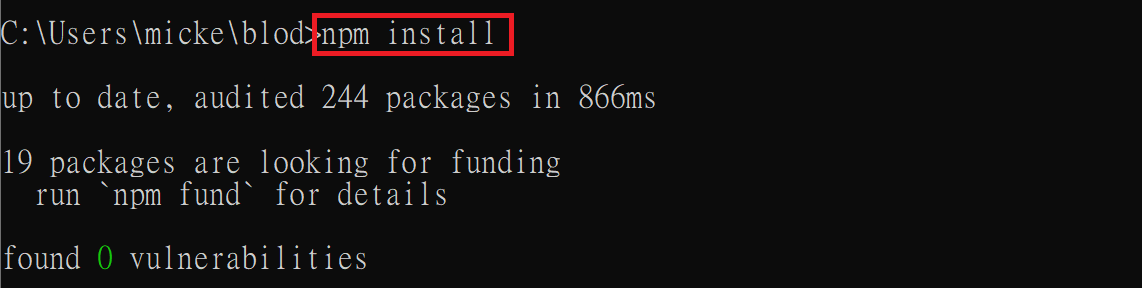 C:\Users\micke\blod>npm install
up to date, audited 244 packages in 866ms
19 packages are looking for funding
run `npm fund` for details
found 0 vulnerabilities